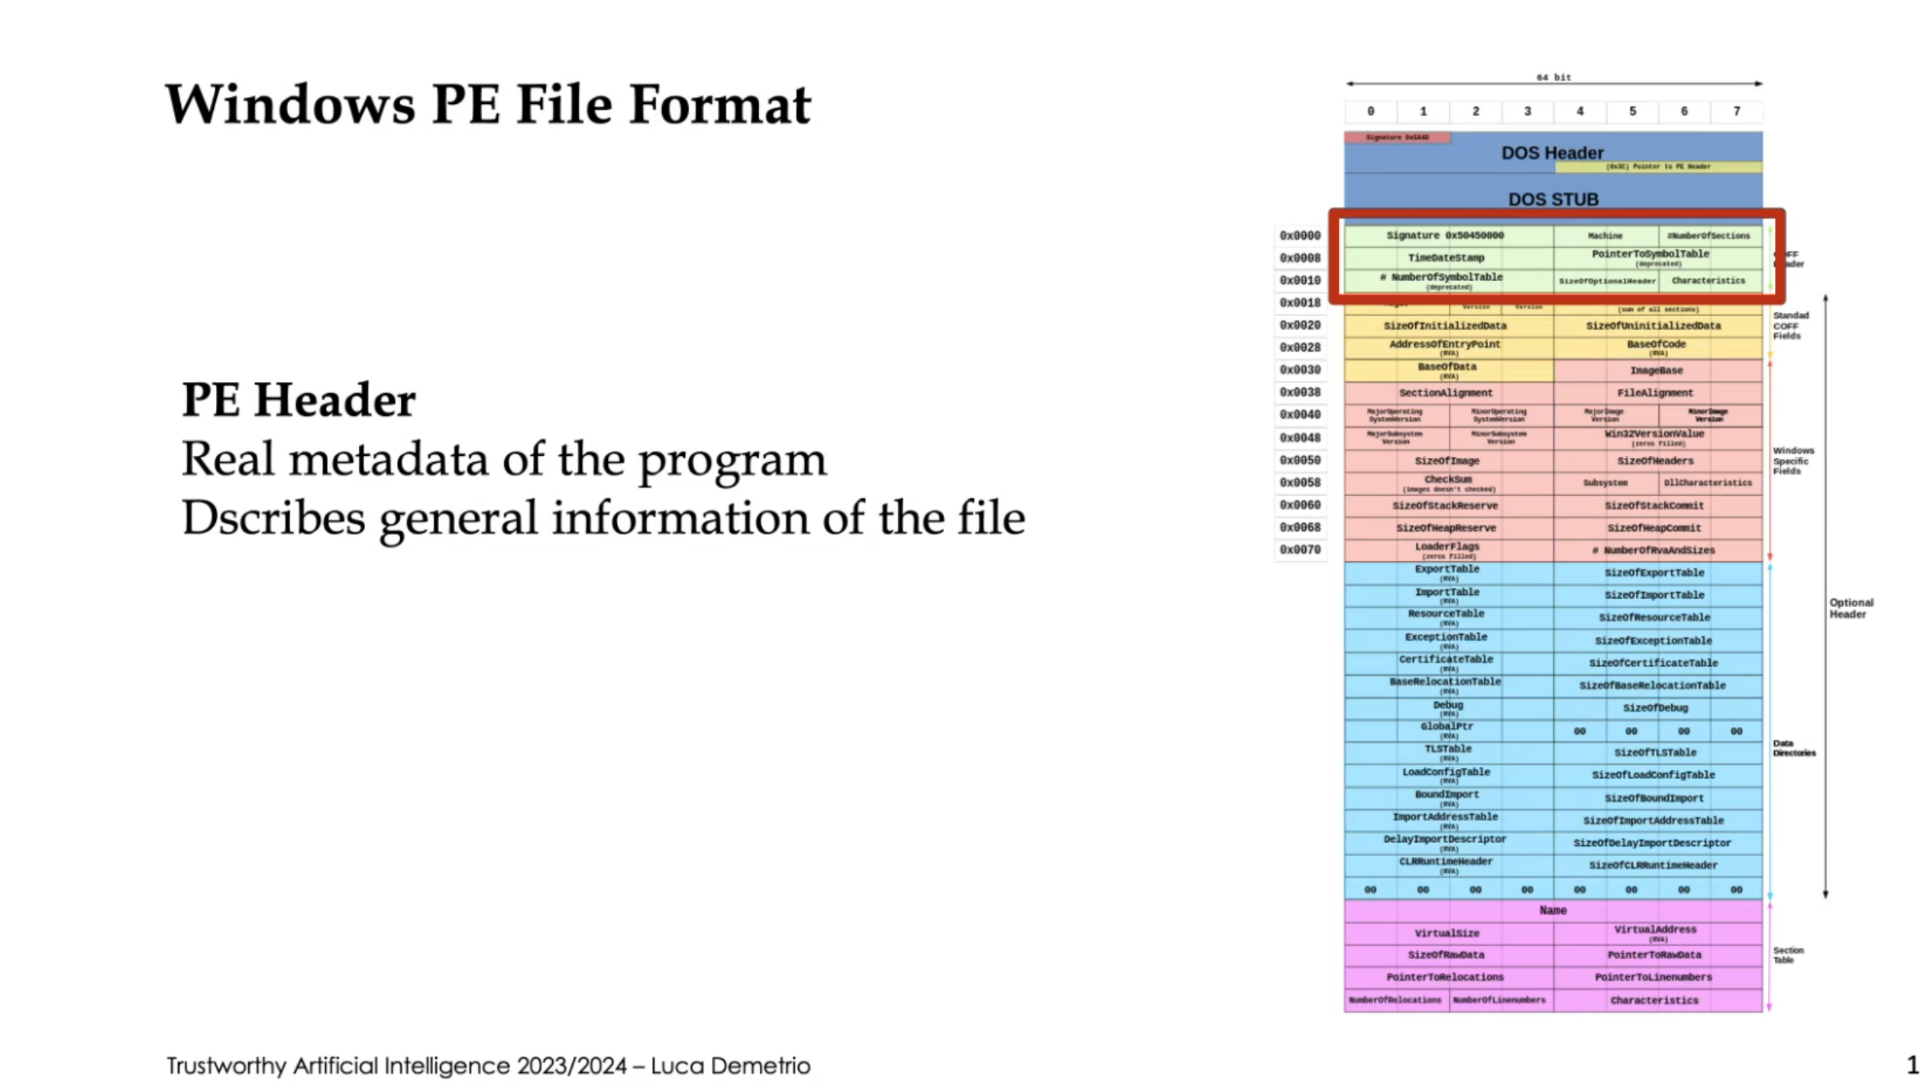 Windows PE File Format
PE Header
Real metadata of the program
Dscribes general information of the file
64 bit
0 1 2 3 4 5 6 7
Signature 0x5A4D
DOS Header
(0x3C) Pointer to PE Header
DOS STUB
0x0000 Signature 0x50450000 Machine #NumberOfSections
0x0008 TimeDateStamp PointerToSymbolTable
(deprecated)
0x0010 # NumberOfSymbolTable SizeOfOptionalHeader Characteristics
(deprecated)
0x0018 Version Version (sum of all sections)
Standad
COFF
Fields
0x0020 SizeOfInitializedData SizeOfUninitializedData
0x0028 AddressOfEntryPoint BaseOfCode
(RVA) (RVA)
0x0030 BaseOfData ImageBase
(RVA)
0x0038 SectionAlignment FileAlignment
0x0040 MajorOperating MinorOperating MajorImage MinorImage
SystemVersion SystemVersion Version Version
0x0048 MajorSubsystem MinorSubsystem Win32VersionValue
Version Version (zeros filled)
Windows
Specific
Fields
0x0050 SizeOfImage SizeOfHeaders
0x0058 CheckSum Subsystem DllCharacteristics
(images doesn't checked)
0x0060 SizeOfStackReserve SizeOfStackCommit
0x0068 SizeOfHeapReserve SizeOfHeapCommit
0x0070 LoaderFlags # NumberOfRvaAndSizes
(zeros filled)
ExportTable SizeOfExportTable
(RVA)
ImportTable SizeOfImportTable
(RVA)
Optional
Header
ResourceTable SizeOfResourceTable
(RVA)
ExceptionTable SizeOfExceptionTable
(RVA)
CertificateTable SizeOfCertificateTable
(RVA)
BaseRelocationTable SizeOfBaseRelocationTable
(RVA)
Debug SizeOfDebug
(RVA)
GlobalPtr 00 00 00 00
(RVA)
TLSTable SizeOfTLSTable
(RVA)
Data
Directories
LoadConfigTable SizeOfLoadConfigTable
(RVA)
BoundImport SizeOfBoundImport
(RVA)
ImportAddressTable SizeOfImportAddressTable
(RVA)
DelayImportDescriptor SizeOfDelayImportDescriptor
(RVA)
CLRRuntimeHeader SizeOfCLRRuntimeHeader
(RVA)
00 00 00 00 00 00 00 00
Name
VirtualSize VirtualAddress
(RVA)
SizeOfRawData PointerToRawData
Section
Table
PointerToRelocations PointerToLinenumbers
NumberOfRelocations NumberOfLinenumbers Characteristics
Trustworthy Artificial Intelligence 2023/2024 – Luca Demetrio
1